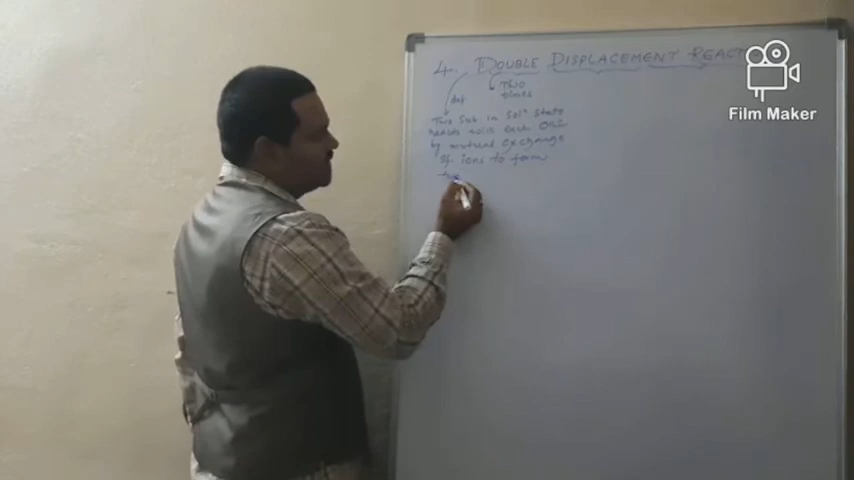 4. DOUBLE DISPLACEMENT REACT
def Two times
Two Sub in Solⁿ State
reacts with each Other
by mutual exchange
of ions to form
Film Maker